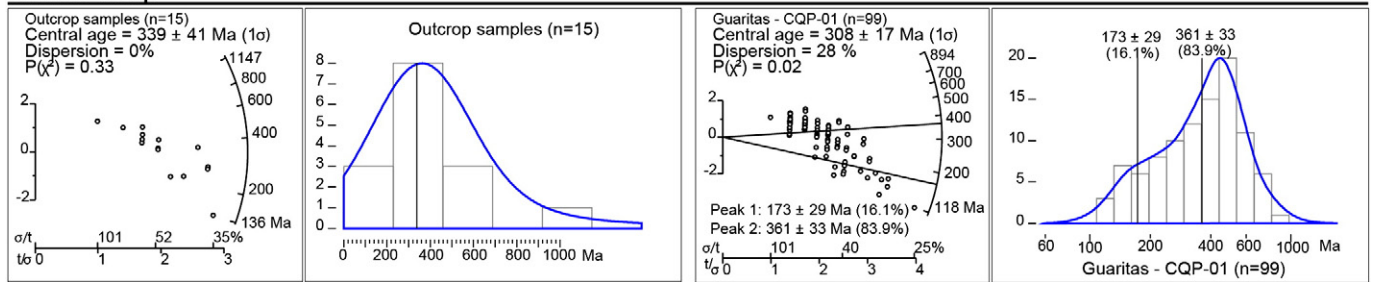 Outcrop samples (n=15)
Central age = 339 ± 41 Ma (1σ)
Dispersion = 0%
P(χ²) = 0.33
1147
800
600
400
200
136 Ma
2
0
-2
σ/t 101 52 35%
t/σ 0 1 2 3
Outcrop samples (n=15)
8
7
6
5
4
3
2
1
0
0 200 400 600 800 1000 Ma
Guaritas - CQP-01 (n=99)
Central age = 308 ± 17 Ma (1σ)
Dispersion = 28 %
P(χ²) = 0.02
894
700
600
500
400
300
200
118 Ma
2
0
-2
Peak 1: 173 ± 29 Ma (16.1%)
Peak 2: 361 ± 33 Ma (83.9%)
σ/t 101 40 25%
t/σ 0 1 2 3 4
173 ± 29 361 ± 33
(16.1%) (83.9%)
20
15
10
5
0
60 100 200 400 600 1000 Ma
Guaritas - CQP-01 (n=99)